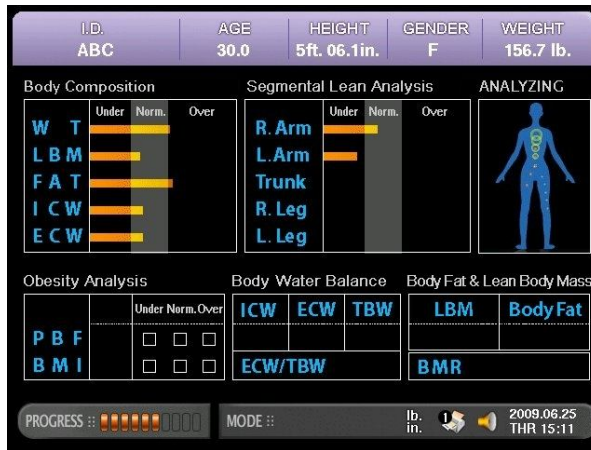 I.D. AGE HEIGHT GENDER WEIGHT
ABC 30.0 5ft. 06.1in. F 156.7 lb.
Body Composition Segmental Lean Analysis ANALYZING
Under Norm. Over Under Norm. Over
W T R. Arm
L B M L. Arm
F A T Trunk
I C W R. Leg
E C W L. Leg
Obesity Analysis Body Water Balance Body Fat & Lean Body Mass
Under Norm. Over ICW ECW TBW LBM Body Fat
P B F
B M I ECW/TBW BMR
PROGRESS :: MODE :: lb. in. 1 2009.06.25
THR 15:11